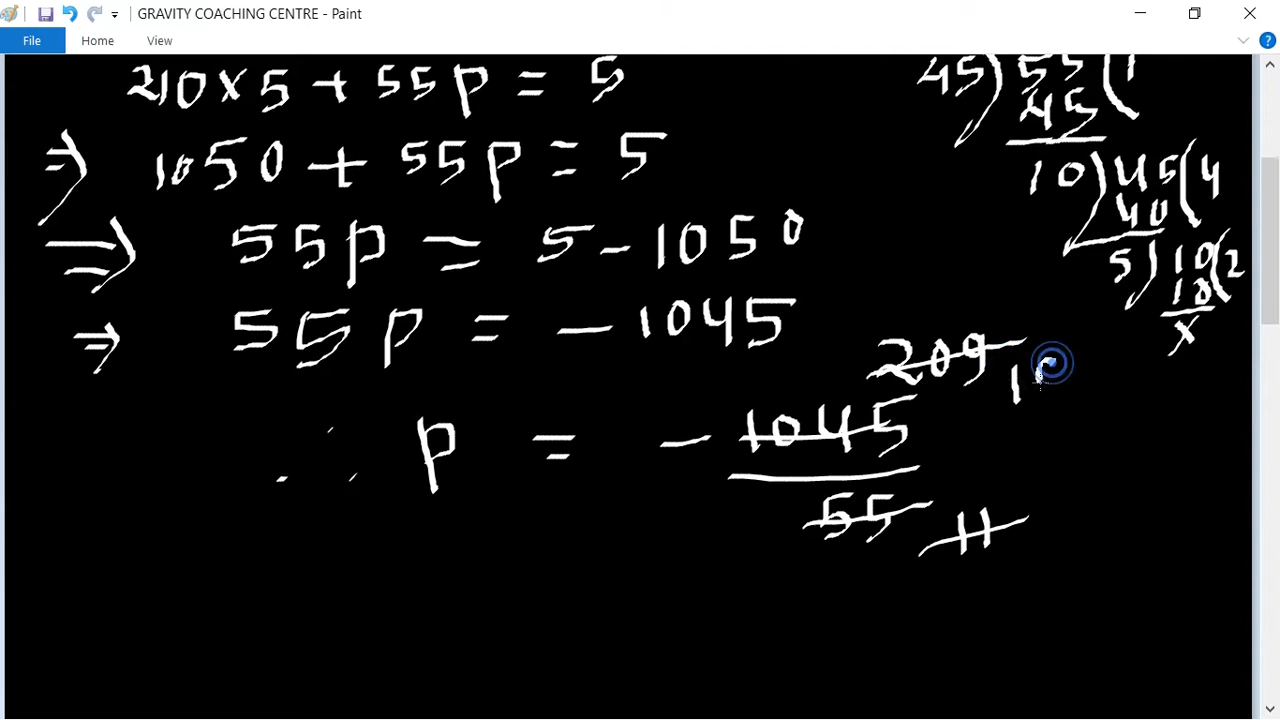 GRAVITY COACHING CENTRE - Paint
File Home View
210 × 5 + 55p = 5
⇒ 1050 + 55p = 5
⇒ 55p = 5 - 1050
⇒ 55p = - 1045
209 1
∴ p = - 1045
55 11
45) 55 (1
45
10) 45 (4
40
5) 10 (2
10
x